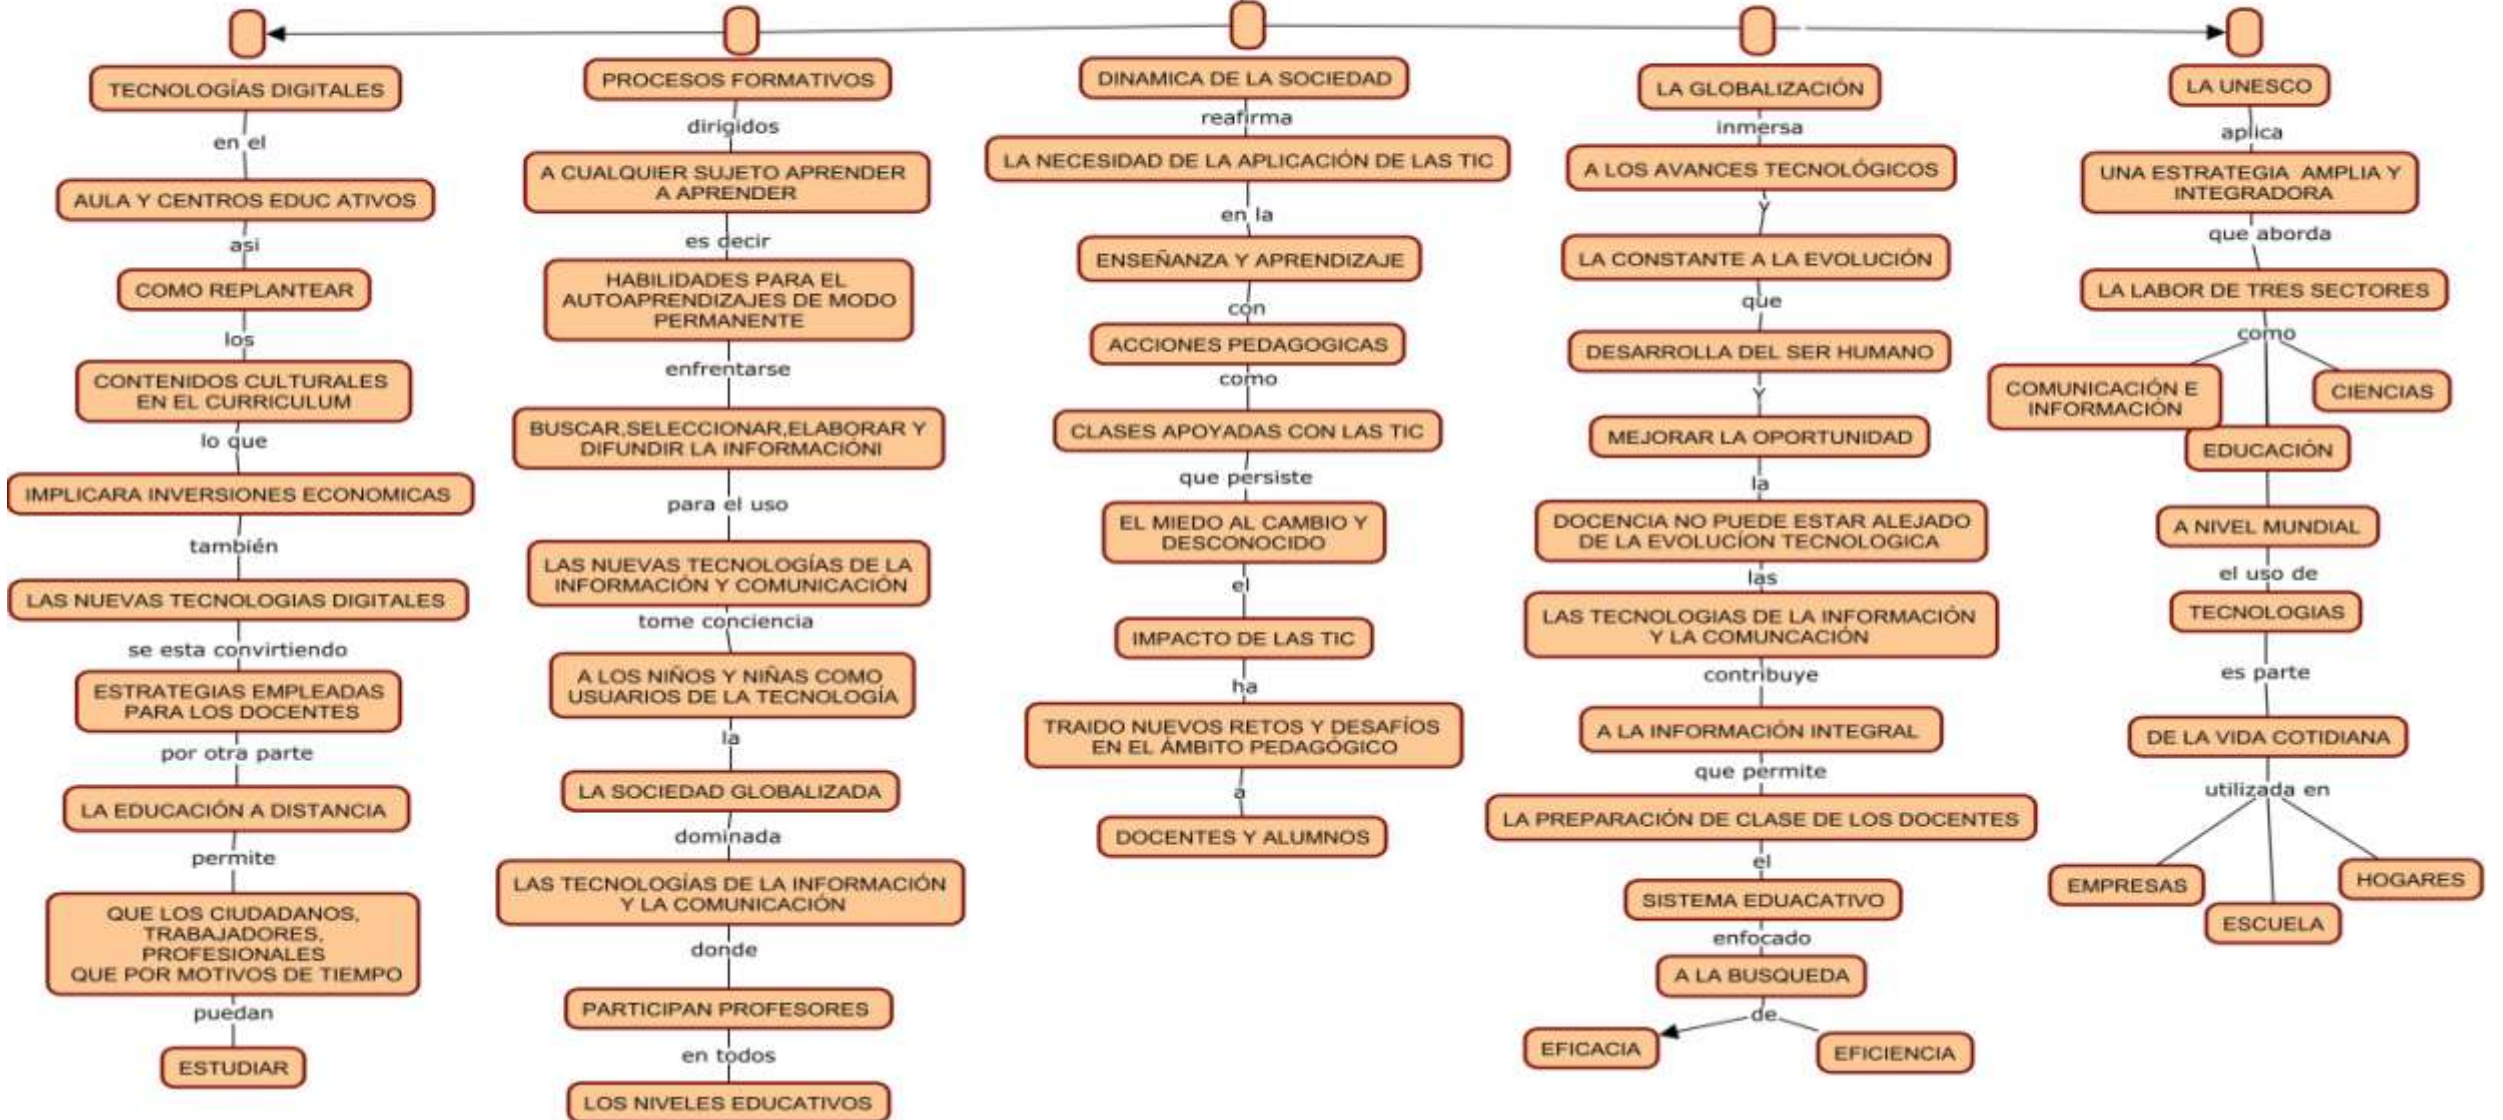 TECNOLOGÍAS DIGITALES
en el
AULA Y CENTROS EDUC ATIVOS
asi
COMO REPLANTEAR
los
CONTENIDOS CULTURALES
EN EL CURRICULUM
lo que
IMPLICARA INVERSIONES ECONOMICAS
también
LAS NUEVAS TECNOLOGIAS DIGITALES
se esta convirtiendo
ESTRATEGIAS EMPLEADAS
PARA LOS DOCENTES
por otra parte
LA EDUCACIÓN A DISTANCIA
permite
QUE LOS CIUDADANOS,
TRABAJADORES,
PROFESIONALES
QUE POR MOTIVOS DE TIEMPO
puedan
ESTUDIAR
PROCESOS FORMATIVOS
dirigidos
A CUALQUIER SUJETO APRENDER
A APRENDER
es decir
HABILIDADES PARA EL
AUTOAPRENDIZAJES DE MODO
PERMANENTE
enfrentarse
BUSCAR,SELECCIONAR,ELABORAR Y
DIFUNDIR LA INFORMACIÓNI
para el uso
LAS NUEVAS TECNOLOGÍAS DE LA
INFORMACIÓN Y COMUNICACIÓN
tome conciencia
A LOS NIÑOS Y NIÑAS COMO
USUARIOS DE LA TECNOLOGÍA
la
LA SOCIEDAD GLOBALIZADA
dominada
LAS TECNOLOGÍAS DE LA INFORMACIÓN
Y LA COMUNICACIÓN
donde
PARTICIPAN PROFESORES
en todos
LOS NIVELES EDUCATIVOS
DINAMICA DE LA SOCIEDAD
reafirma
LA NECESIDAD DE LA APLICACIÓN DE LAS TIC
en la
ENSEÑANZA Y APRENDIZAJE
con
ACCIONES PEDAGOGICAS
como
CLASES APOYADAS CON LAS TIC
que persiste
EL MIEDO AL CAMBIO Y
DESCONOCIDO
el
IMPACTO DE LAS TIC
ha
TRAIDO NUEVOS RETOS Y DESAFÍOS
EN EL ÁMBITO PEDAGÓGICO
a
DOCENTES Y ALUMNOS
LA GLOBALIZACIÓN
inmersa
A LOS AVANCES TECNOLÓGICOS
Y
LA CONSTANTE A LA EVOLUCIÓN
que
DESARROLLA DEL SER HUMANO
Y
MEJORAR LA OPORTUNIDAD
la
DOCENCIA NO PUEDE ESTAR ALEJADO
DE LA EVOLUCÍON TECNOLOGICA
las
LAS TECNOLOGIAS DE LA INFORMACIÓN
Y LA COMUNCACIÓN
contribuye
A LA INFORMACIÓN INTEGRAL
que permite
LA PREPARACIÓN DE CLASE DE LOS DOCENTES
el
SISTEMA EDUACATIVO
enfocado
A LA BUSQUEDA
de
EFICACIA
EFICIENCIA
LA UNESCO
aplica
UNA ESTRATEGIA AMPLIA Y
INTEGRADORA
que aborda
LA LABOR DE TRES SECTORES
como
COMUNICACIÓN E
INFORMACIÓN
CIENCIAS
EDUCACIÓN
A NIVEL MUNDIAL
el uso de
TECNOLOGIAS
es parte
DE LA VIDA COTIDIANA
utilizada en
EMPRESAS
HOGARES
ESCUELA